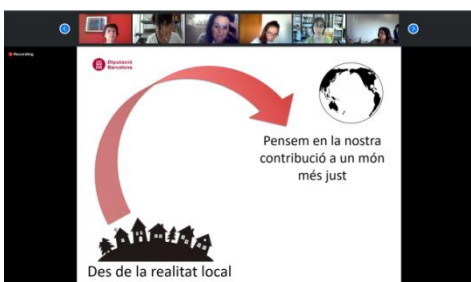 Recording
Diputació
Barcelona
Pensem en la nostra
contribució a un món
més just
Des de la realitat local